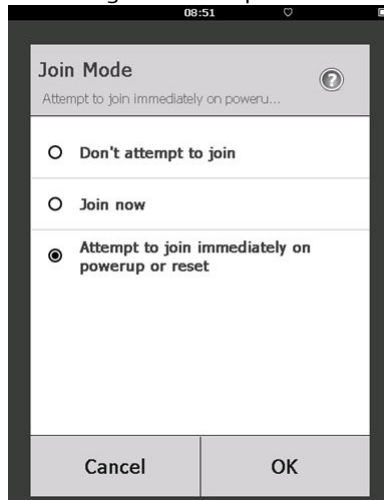 08:51
Join Mode
Attempt to join immediately on poweru...
Don't attempt to join
Join now
Attempt to join immediately on
powerup or reset
Cancel
OK